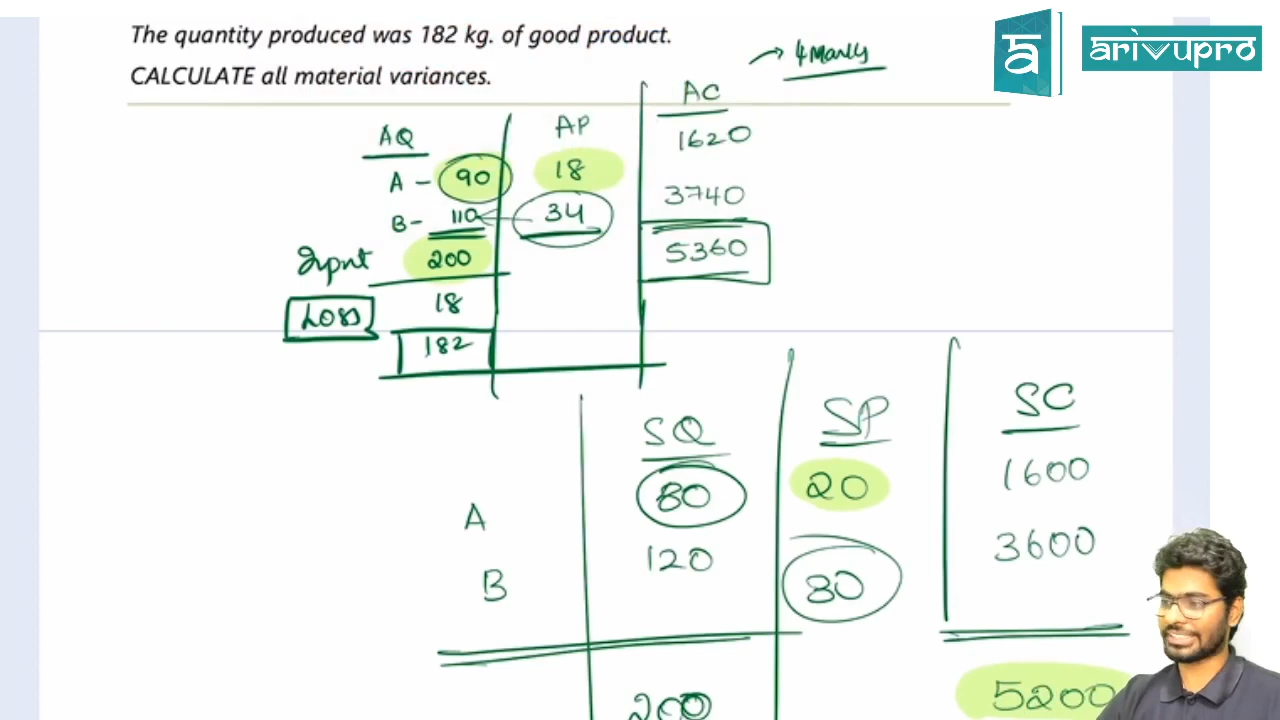 The quantity produced was 182 kg. of good product.
CALCULATE all material variances.
→ 4 Marks
ā arivupro
AQ AP AC
A - 90 18 1620
B - 110 34 3740
Input 200 5360
Loss 18
182
SQ SP SC
A 80 20 1600
B 120 30 3600
200 5200